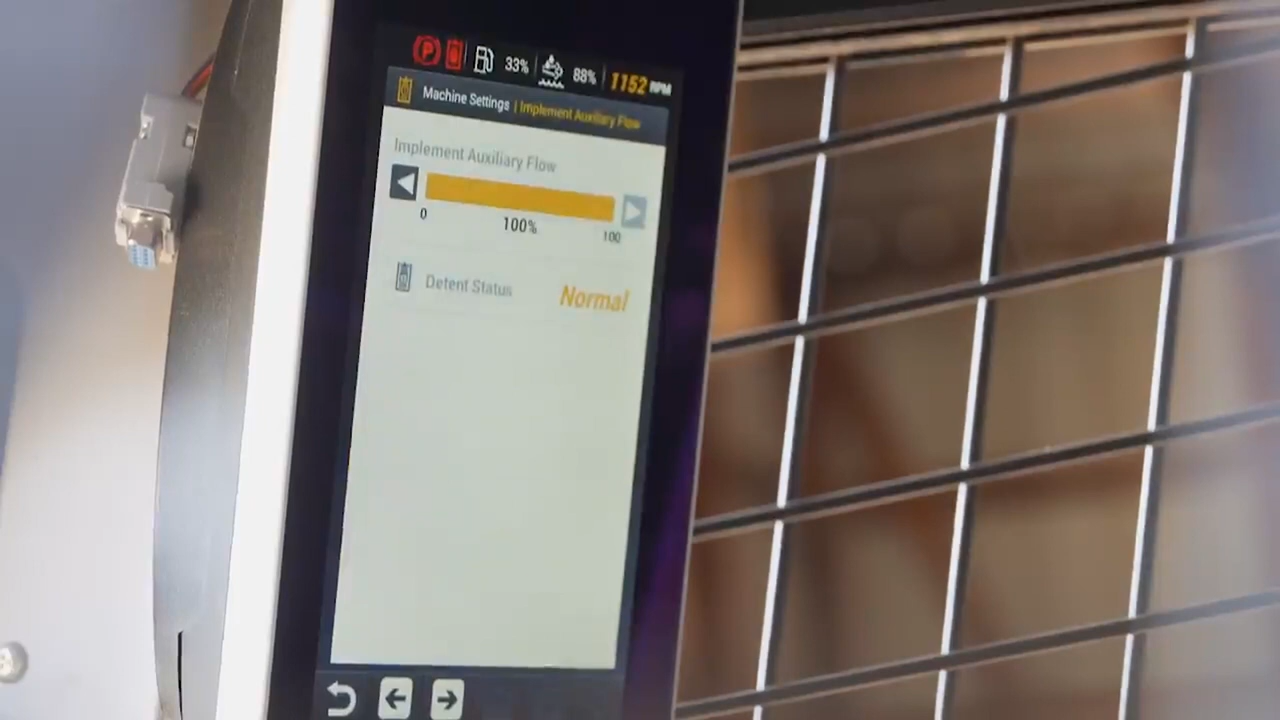 P 33% 88% 1152 RPM
Machine Settings | Implement Auxiliary Flow
Implement Auxiliary Flow
0 100% 100
Detent Status Normal